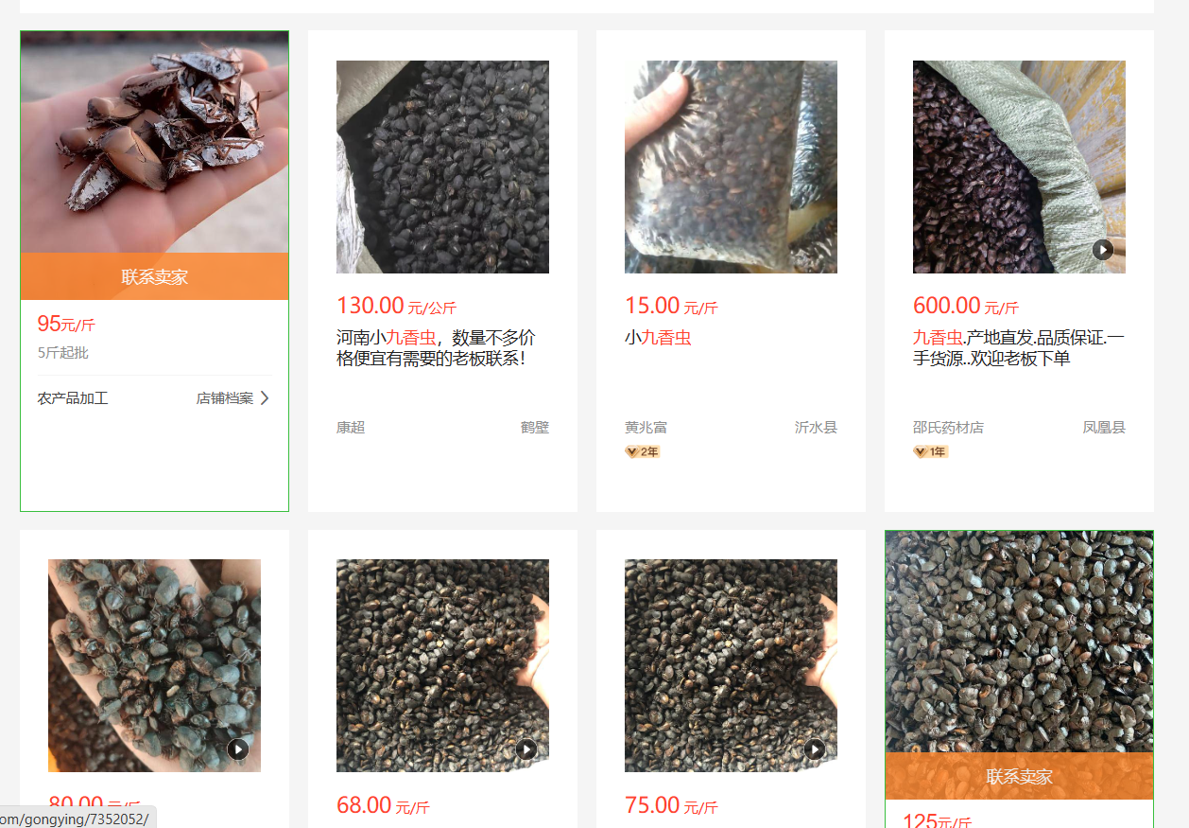 联系卖家
95元/斤
5斤起批
农产品加工 店铺档案
130.00 元/公斤
河南小九香虫，数量不多价
格便宜有需要的老板联系！
康超 鹤壁
15.00 元/斤
小九香虫
黄兆富 沂水县
2年
600.00 元/斤
九香虫.产地直发.品质保证.一
手货源..欢迎老板下单
邵氏药材店 凤凰县
1年
80.00 元/斤
68.00 元/斤
75.00 元/斤
联系卖家
125元/斤
om/gongying/7352052/